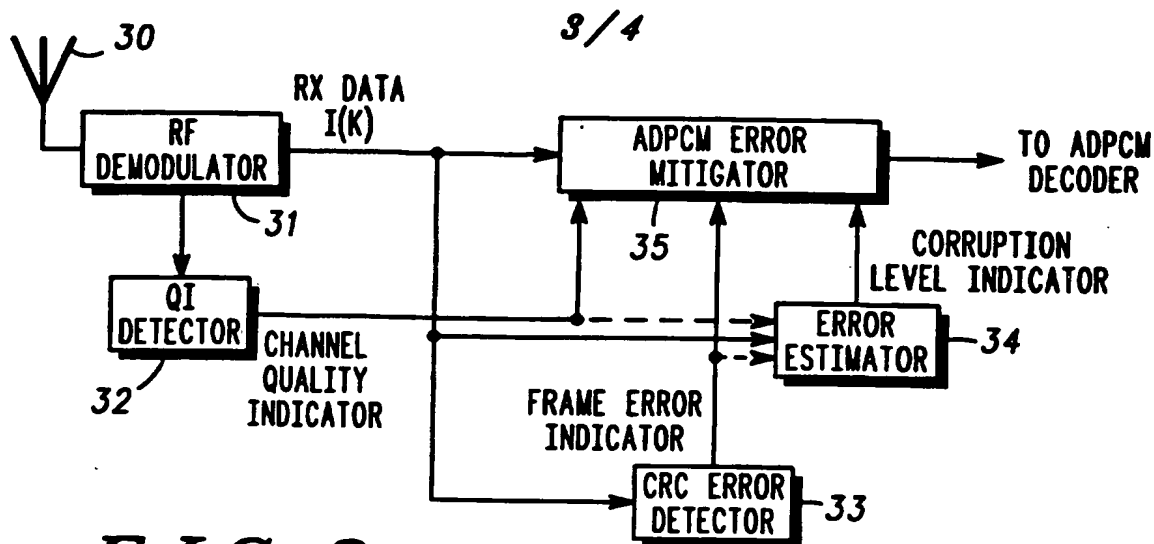 3/4
30
RX DATA
I(K)
RF
DEMODULATOR
31
ADPCM ERROR
MITIGATOR
35
TO ADPCM
DECODER
CORRUPTION
LEVEL INDICATOR
QI
DETECTOR
32
CHANNEL
QUALITY
INDICATOR
ERROR
ESTIMATOR
34
FRAME ERROR
INDICATOR
CRC ERROR
DETECTOR
33